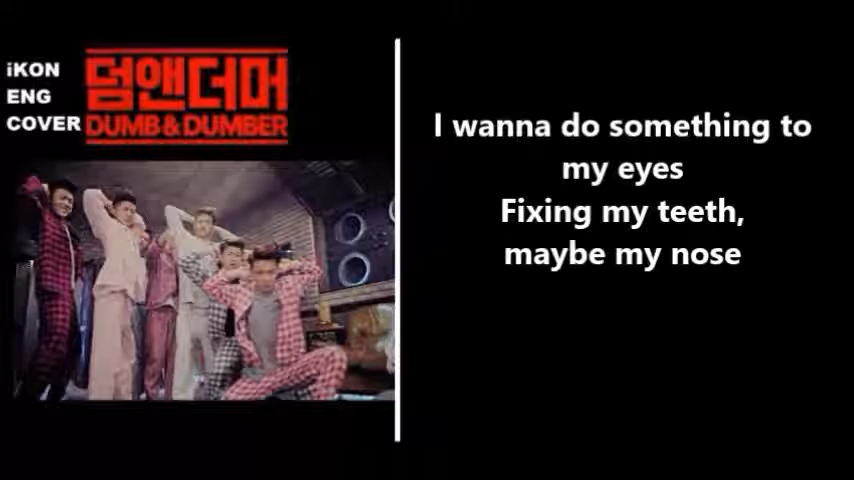 iKON
ENG
COVER
덤앤더머
DUMB&DUMBER
I wanna do something to
my eyes
Fixing my teeth,
maybe my nose